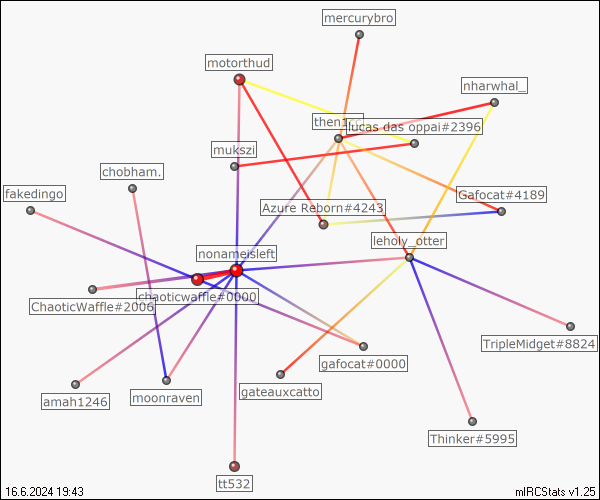 mercurybro
motorthud
nharwhal_
then1
lucas das oppai#2396
mukszi
chobham.
fakedingo
Gafocat#4189
Azure Reborn#4243
leholy_otter
nonameisleft
chaoticwaffle#0000
ChaoticWaffle#2006
TripleMidget#8824
gafocat#0000
gateauxcatto
moonraven
amah1246
Thinker#5995
tt532
16.6.2024 19:43
mIRCStats v1.25